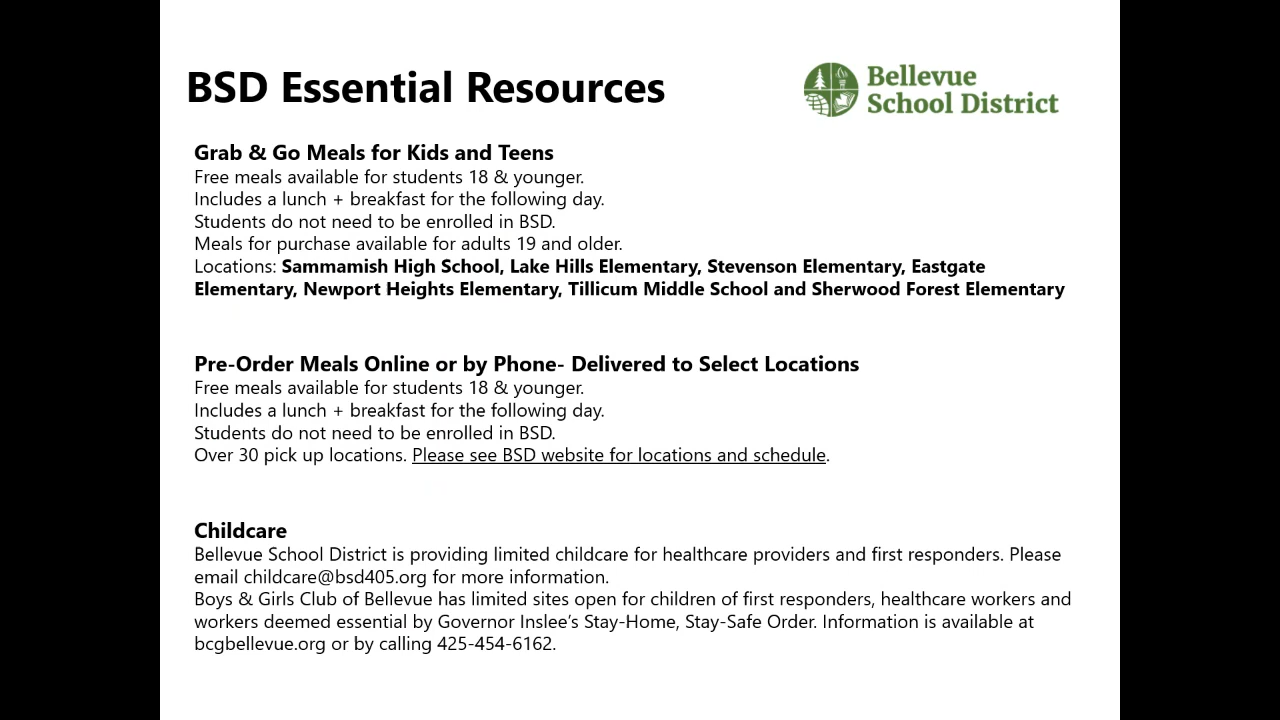 BSD Essential Resources
Bellevue
School District
Grab & Go Meals for Kids and Teens
Free meals available for students 18 & younger.
Includes a lunch + breakfast for the following day.
Students do not need to be enrolled in BSD.
Meals for purchase available for adults 19 and older.
Locations: Sammamish High School, Lake Hills Elementary, Stevenson Elementary, Eastgate
Elementary, Newport Heights Elementary, Tillicum Middle School and Sherwood Forest Elementary
Pre-Order Meals Online or by Phone- Delivered to Select Locations
Free meals available for students 18 & younger.
Includes a lunch + breakfast for the following day.
Students do not need to be enrolled in BSD.
Over 30 pick up locations. Please see BSD website for locations and schedule.
Childcare
Bellevue School District is providing limited childcare for healthcare providers and first responders. Please
email childcare@bsd405.org for more information.
Boys & Girls Club of Bellevue has limited sites open for children of first responders, healthcare workers and
workers deemed essential by Governor Inslee’s Stay-Home, Stay-Safe Order. Information is available at
bcgbellevue.org or by calling 425-454-6162.